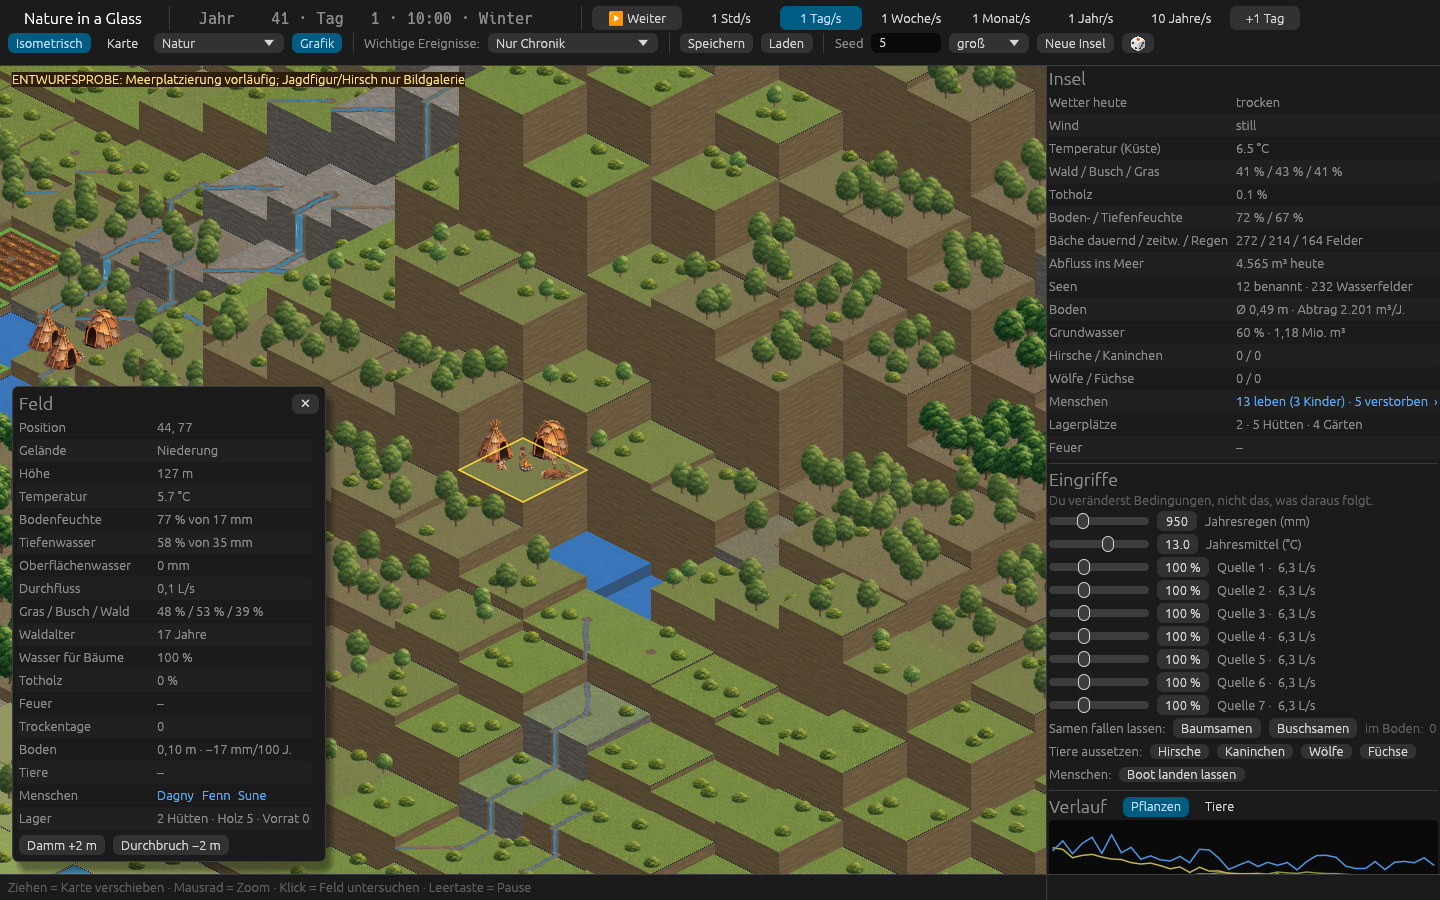 Nature in a Glass
Jahr 41 · Tag 1 · 10:00 · Winter
Weiter
1 Std/s
1 Tag/s
1 Woche/s
1 Monat/s
1 Jahr/s
10 Jahre/s
+1 Tag
Isometrisch
Karte
Natur
Grafik
Wichtige Ereignisse:
Nur Chronik
Speichern
Laden
Seed
5
groß
Neue Insel
ENTWURFSPROBE: Meerplatzierung vorläufig; Jagdfigur/Hirsch nur Bildgalerie
Feld
Position 44, 77
Gelände Niederung
Höhe 127 m
Temperatur 5.7 °C
Bodenfeuchte 77 % von 17 mm
Tiefenwasser 58 % von 35 mm
Oberflächenwasser 0 mm
Durchfluss 0,1 L/s
Gras / Busch / Wald 48 % / 53 % / 39 %
Waldalter 17 Jahre
Wasser für Bäume 100 %
Totholz 0 %
Feuer –
Trockentage 0
Boden 0,10 m · −17 mm/100 J.
Tiere –
Menschen Dagny Fenn Sune
Lager 2 Hütten · Holz 5 · Vorrat 0
Damm +2 m
Durchbruch −2 m
Insel
Wetter heute trocken
Wind still
Temperatur (Küste) 6.5 °C
Wald / Busch / Gras 41 % / 43 % / 41 %
Totholz 0.1 %
Boden- / Tiefenfeuchte 72 % / 67 %
Bäche dauernd / zeitw. / Regen 272 / 214 / 164 Felder
Abfluss ins Meer 4.565 m³ heute
Seen 12 benannt · 232 Wasserfelder
Boden Ø 0,49 m · Abtrag 2.201 m³/J.
Grundwasser 60 % · 1,18 Mio. m³
Hirsche / Kaninchen 0 / 0
Wölfe / Füchse 0 / 0
Menschen 13 leben (3 Kinder) · 5 verstorben ›
Lagerplätze 2 · 5 Hütten · 4 Gärten
Feuer –
Eingriffe
Du veränderst Bedingungen, nicht das, was daraus folgt.
950 Jahresregen (mm)
13.0 Jahresmittel (°C)
100 % Quelle 1 · 6,3 L/s
100 % Quelle 2 · 6,3 L/s
100 % Quelle 3 · 6,3 L/s
100 % Quelle 4 · 6,3 L/s
100 % Quelle 5 · 6,3 L/s
100 % Quelle 6 · 6,3 L/s
100 % Quelle 7 · 6,3 L/s
Samen fallen lassen: Baumsamen Buschsamen im Boden: 0
Tiere aussetzen: Hirsche Kaninchen Wölfe Füchse
Menschen: Boot landen lassen
Verlauf Pflanzen Tiere
Ziehen = Karte verschieben · Mausrad = Zoom · Klick = Feld untersuchen · Leertaste = Pause